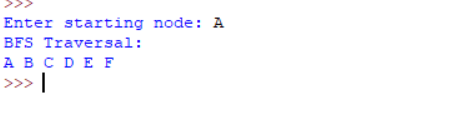 >>>
Enter starting node: A
BFS Traversal:
A B C D E F
>>>